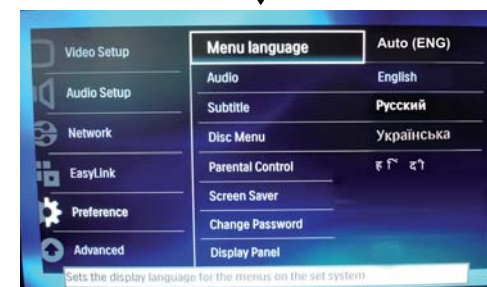 Video Setup
Audio Setup
Network
EasyLink
Preference
Advanced
Menu language
Audio
Subtitle
Disc Menu
Parental Control
Screen Saver
Change Password
Display Panel
Auto (ENG)
English
Русский
Українська
ह ि ं द ी
Sets the display language for the menus on the set system